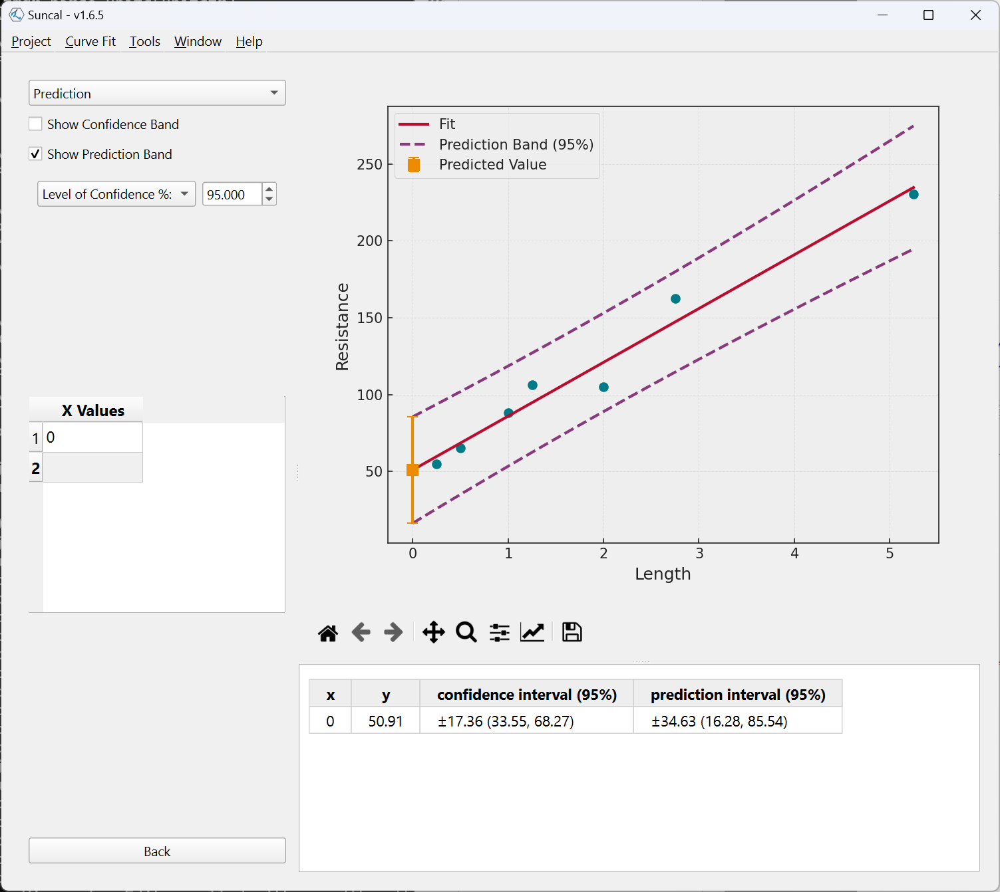 Suncal - v1.6.5
Project Curve Fit Tools Window Help
Prediction
Show Confidence Band
Show Prediction Band
Level of Confidence %: 95.000
X Values
1 0
2
Back
Fit
Prediction Band (95%)
Predicted Value
250
200
150
100
50
Resistance
0 1 2 3 4 5
Length
x y confidence interval (95%) prediction interval (95%)
0 50.91 ±17.36 (33.55, 68.27) ±34.63 (16.28, 85.54)